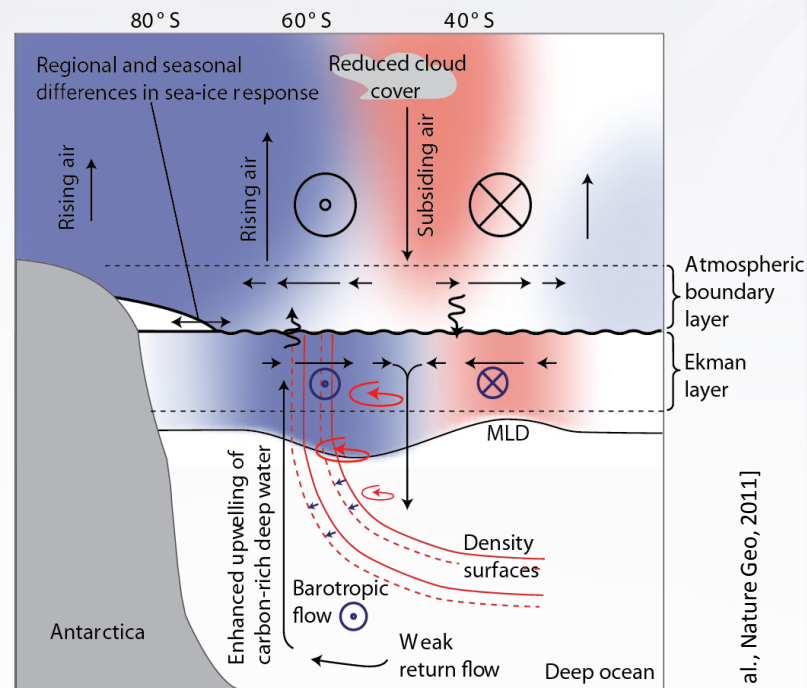 80° S 60° S 40° S
Regional and seasonal
differences in sea-ice response
Reduced cloud
cover
Rising air
Rising air
Subsiding air
Atmospheric
boundary
layer
Ekman
layer
MLD
Enhanced upwelling of
carbon-rich deep water
Density
surfaces
Barotropic
flow
Antarctica
Weak
return flow
Deep ocean
al., Nature Geo, 2011]